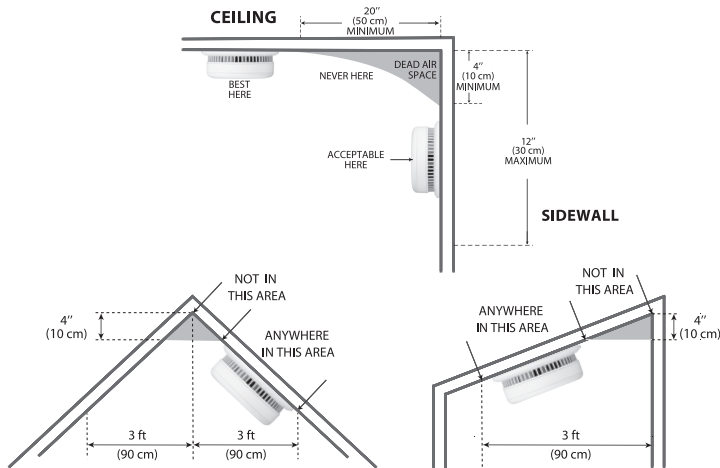 CEILING
20"
(50 cm)
MINIMUM
DEAD AIR
SPACE
NEVER HERE
BEST
HERE
4"
(10 cm)
MINIMUM
ACCEPTABLE
HERE
12"
(30 cm)
MAXIMUM
SIDEWALL
NOT IN
THIS AREA
4"
(10 cm)
ANYWHERE
IN THIS AREA
3 ft
(90 cm)
3 ft
(90 cm)
NOT IN
THIS AREA
ANYWHERE
IN THIS AREA
4"
(10 cm)
3 ft
(90 cm)